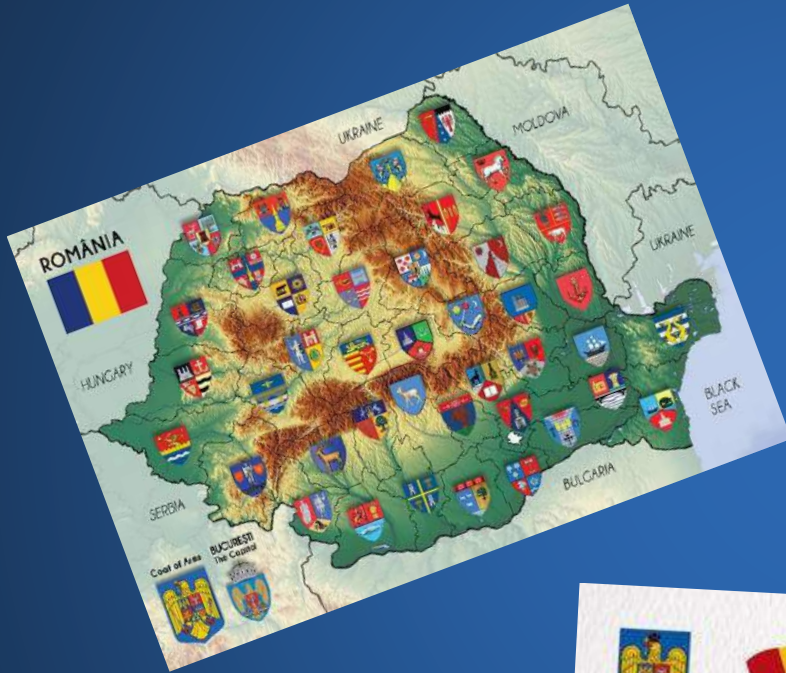 UKRAINE
MOLDOVA
ROMÂNIA
UKRAINE
HUNGARY
BLACK
SEA
SERBIA
BULGARIA
Coat of Arms
BUCUREȘTI
The Capital